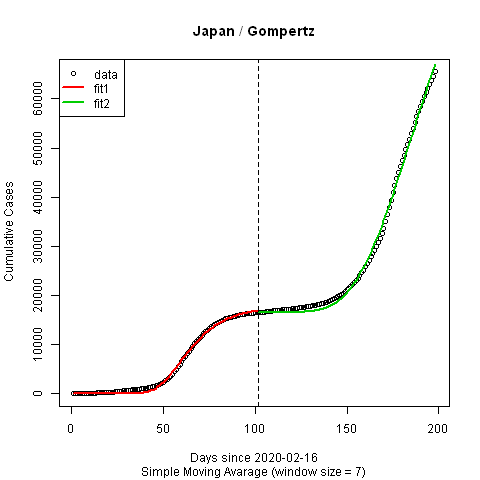 Japan / Gompertz
data
fit1
fit2
Cumulative Cases
60000
50000
40000
30000
20000
10000
0
0 50 100 150 200
Days since 2020-02-16
Simple Moving Avarage (window size = 7)